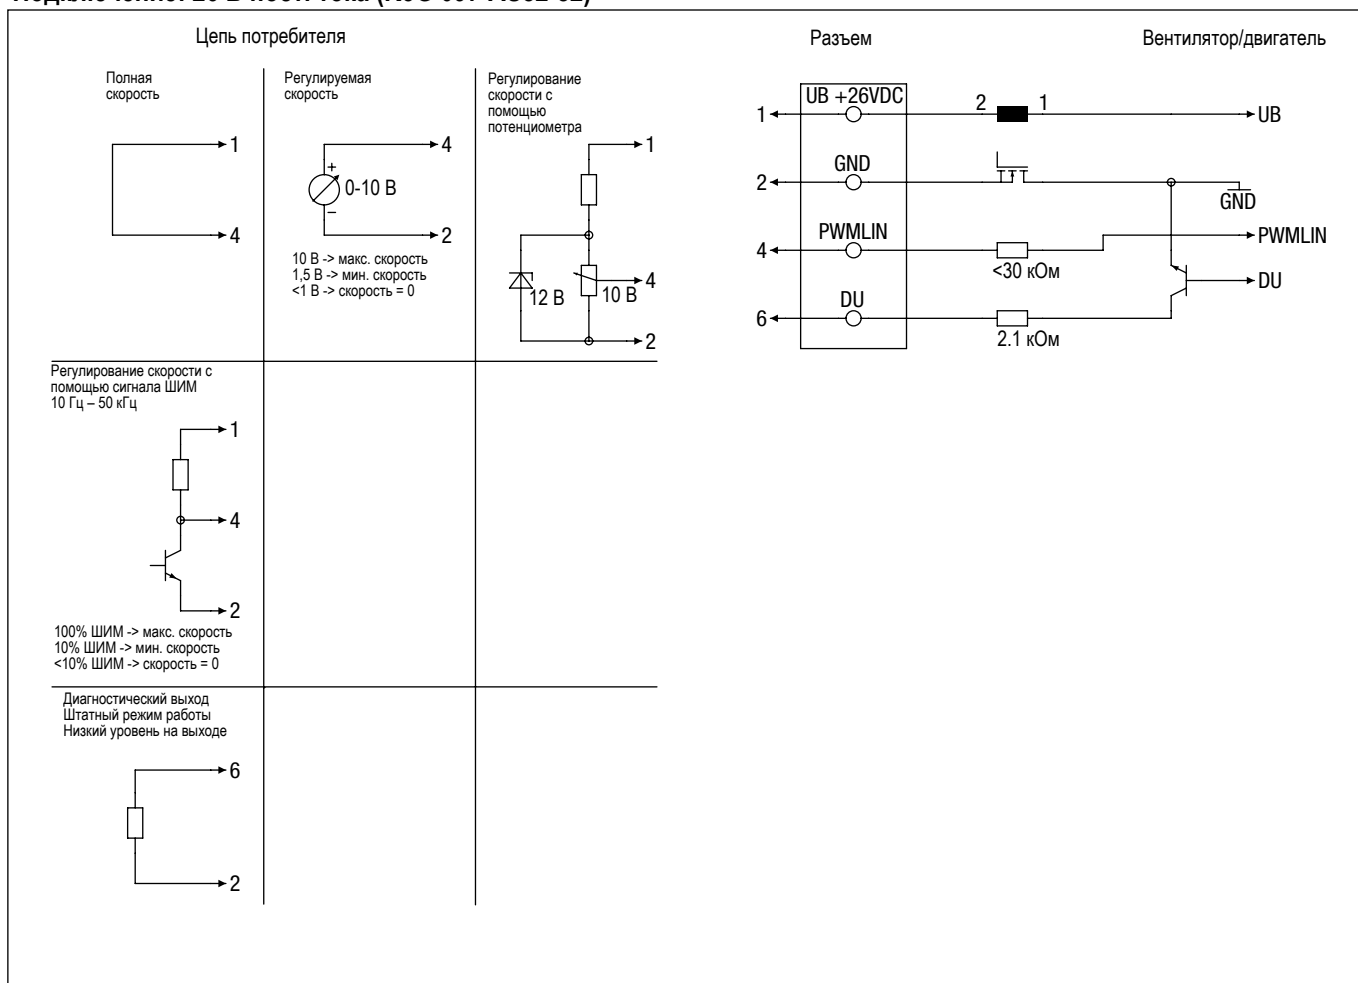 Цепь потребителя
Разъем
Вентилятор/двигатель
Полная
скорость
1
4
Регулируемая
скорость
4
+
0-10 В
–
2
10 В -> макс. скорость
1,5 В -> мин. скорость
<1 В -> скорость = 0
Регулирование
скорости с
помощью
потенциометра
1
12 В
10 В
4
2
Регулирование скорости с
помощью сигнала ШИМ
10 Гц – 50 кГц
1
4
2
100% ШИМ -> макс. скорость
10% ШИМ -> мин. скорость
<10% ШИМ -> скорость = 0
Диагностический выход
Штатный режим работы
Низкий уровень на выходе
6
2
1
UB +26VDC
2
1
UB
2
GND
GND
4
PWMLIN
<30 кОм
PWMLIN
DU
6
DU
2.1 кОм